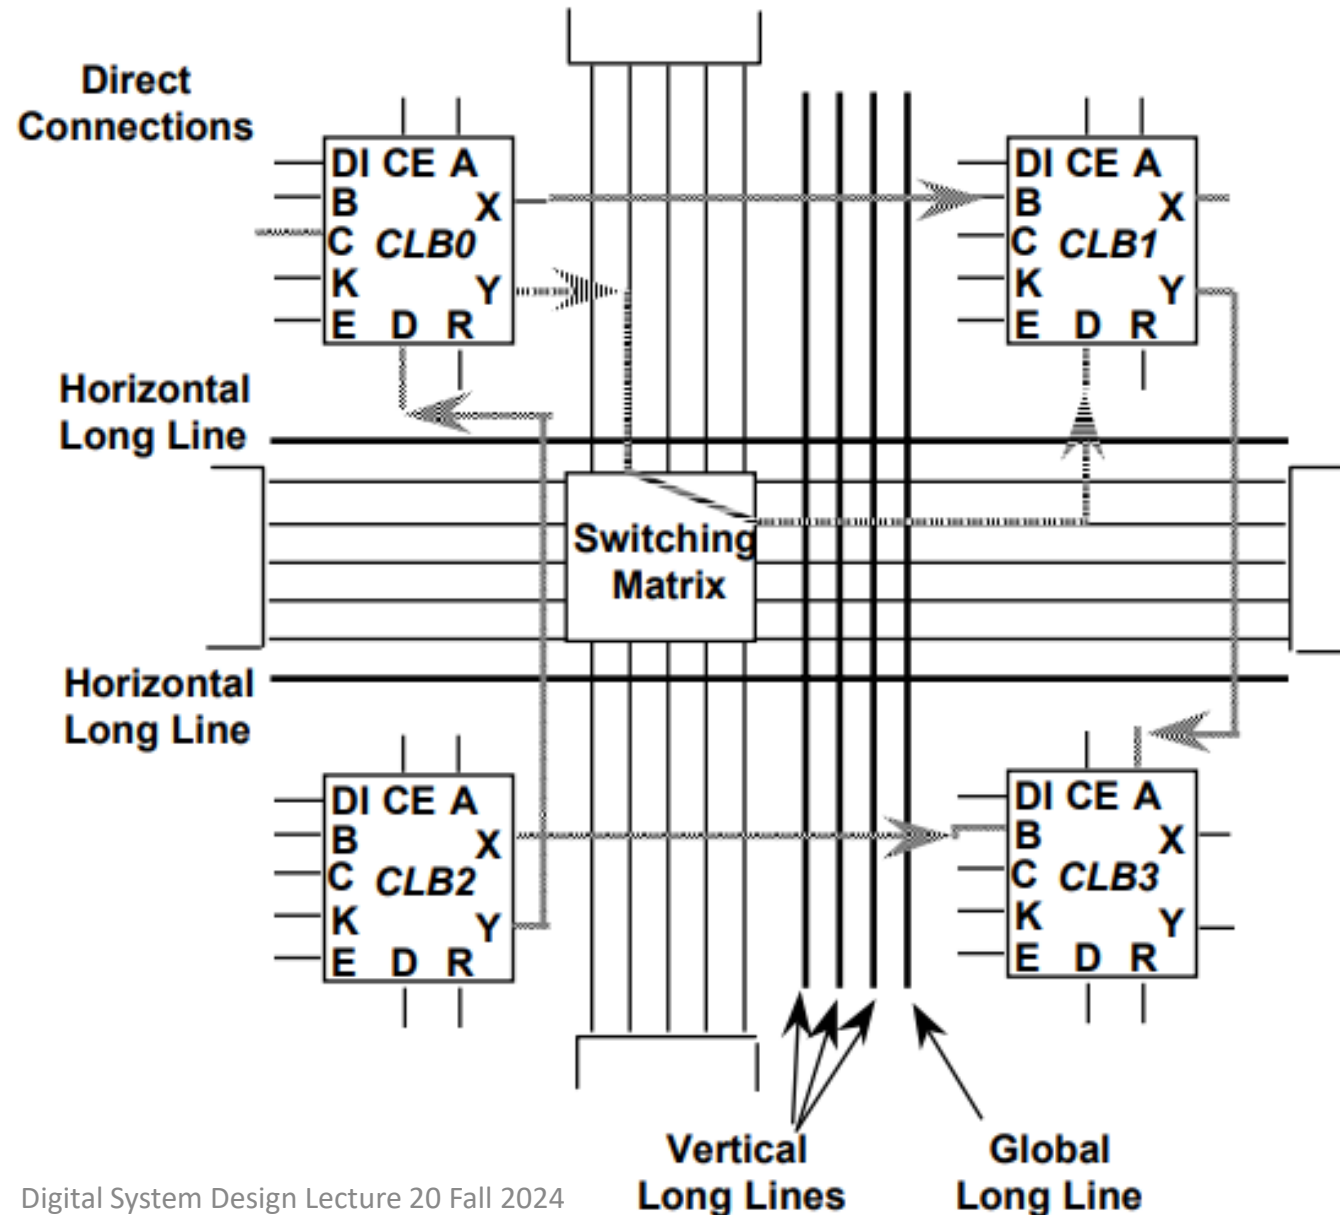 Direct
Connections
DI CE A
B
X
C CLB0
K
Y
E D R
DI CE A
B
X
C CLB1
K
Y
E D R
Horizontal
Long Line
Switching
Matrix
Horizontal
Long Line
DI CE A
B
X
C CLB2
K
Y
E D R
DI CE A
B
X
C CLB3
K
Y
E D R
Vertical
Long Lines
Global
Long Line
Digital System Design Lecture 20 Fall 2024